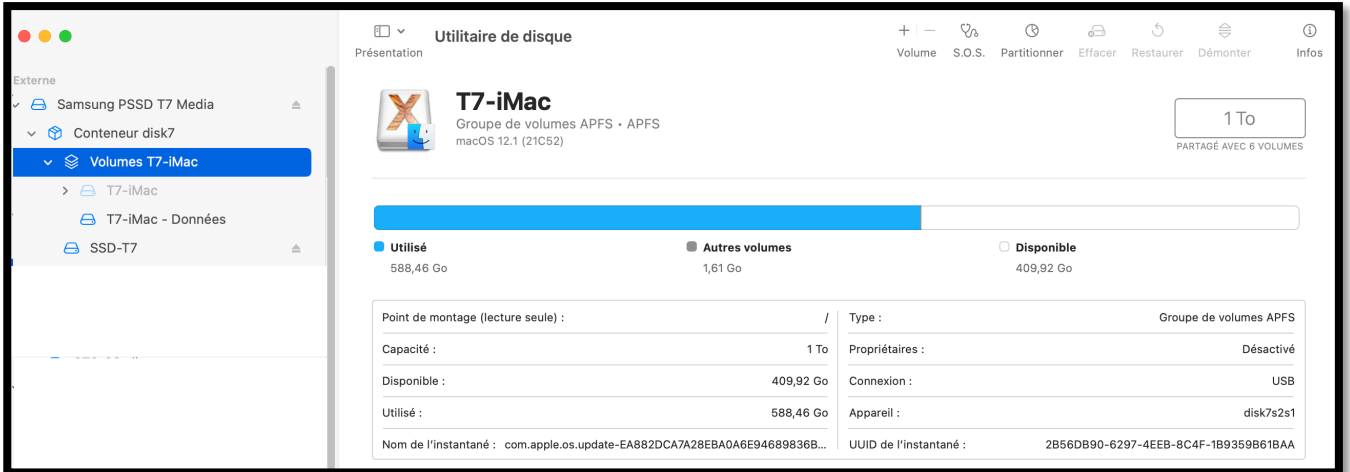 Présentation
Utilitaire de disque
Volume S.O.S. Partitionner Effacer Restaurer Démonter Infos
Externe
Samsung PSSD T7 Media
Conteneur disk7
Volumes T7-iMac
T7-iMac
T7-iMac - Données
SSD-T7
T7-iMac
Groupe de volumes APFS • APFS
macOS 12.1 (21C52)
1 To
PARTAGÉ AVEC 6 VOLUMES
Utilisé
588,46 Go
Autres volumes
1,61 Go
Disponible
409,92 Go
Point de montage (lecture seule) : /
Capacité : 1 To
Disponible : 409,92 Go
Utilisé : 588,46 Go
Nom de l'instantané : com.apple.os.update-EA882DCA7A28EBA0A6E94689836B...
Type : Groupe de volumes APFS
Propriétaires : Désactivé
Connexion : USB
Appareil : disk7s2s1
UUID de l'instantané : 2B56DB90-6297-4EEB-8C4F-1B9359B61BAA